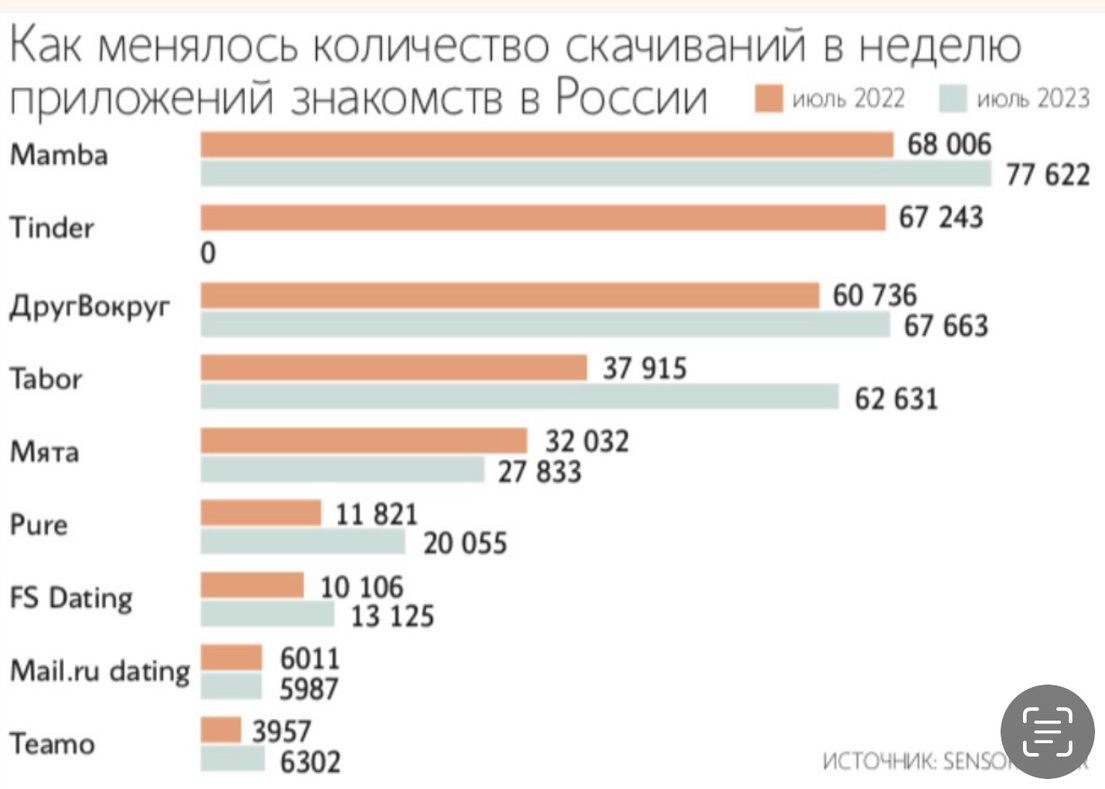 Как менялось количество скачиваний в неделю
приложений знакомств в России
июль 2022 июль 2023
Mamba
68 006
77 622
Tinder
67 243
0
ДругВокруг
60 736
67 663
Tabor
37 915
62 631
Мята
32 032
27 833
Pure
11 821
20 055
FS Dating
10 106
13 125
Mail.ru dating
6011
5987
Teamo
3957
6302
ИСТОЧНИК: